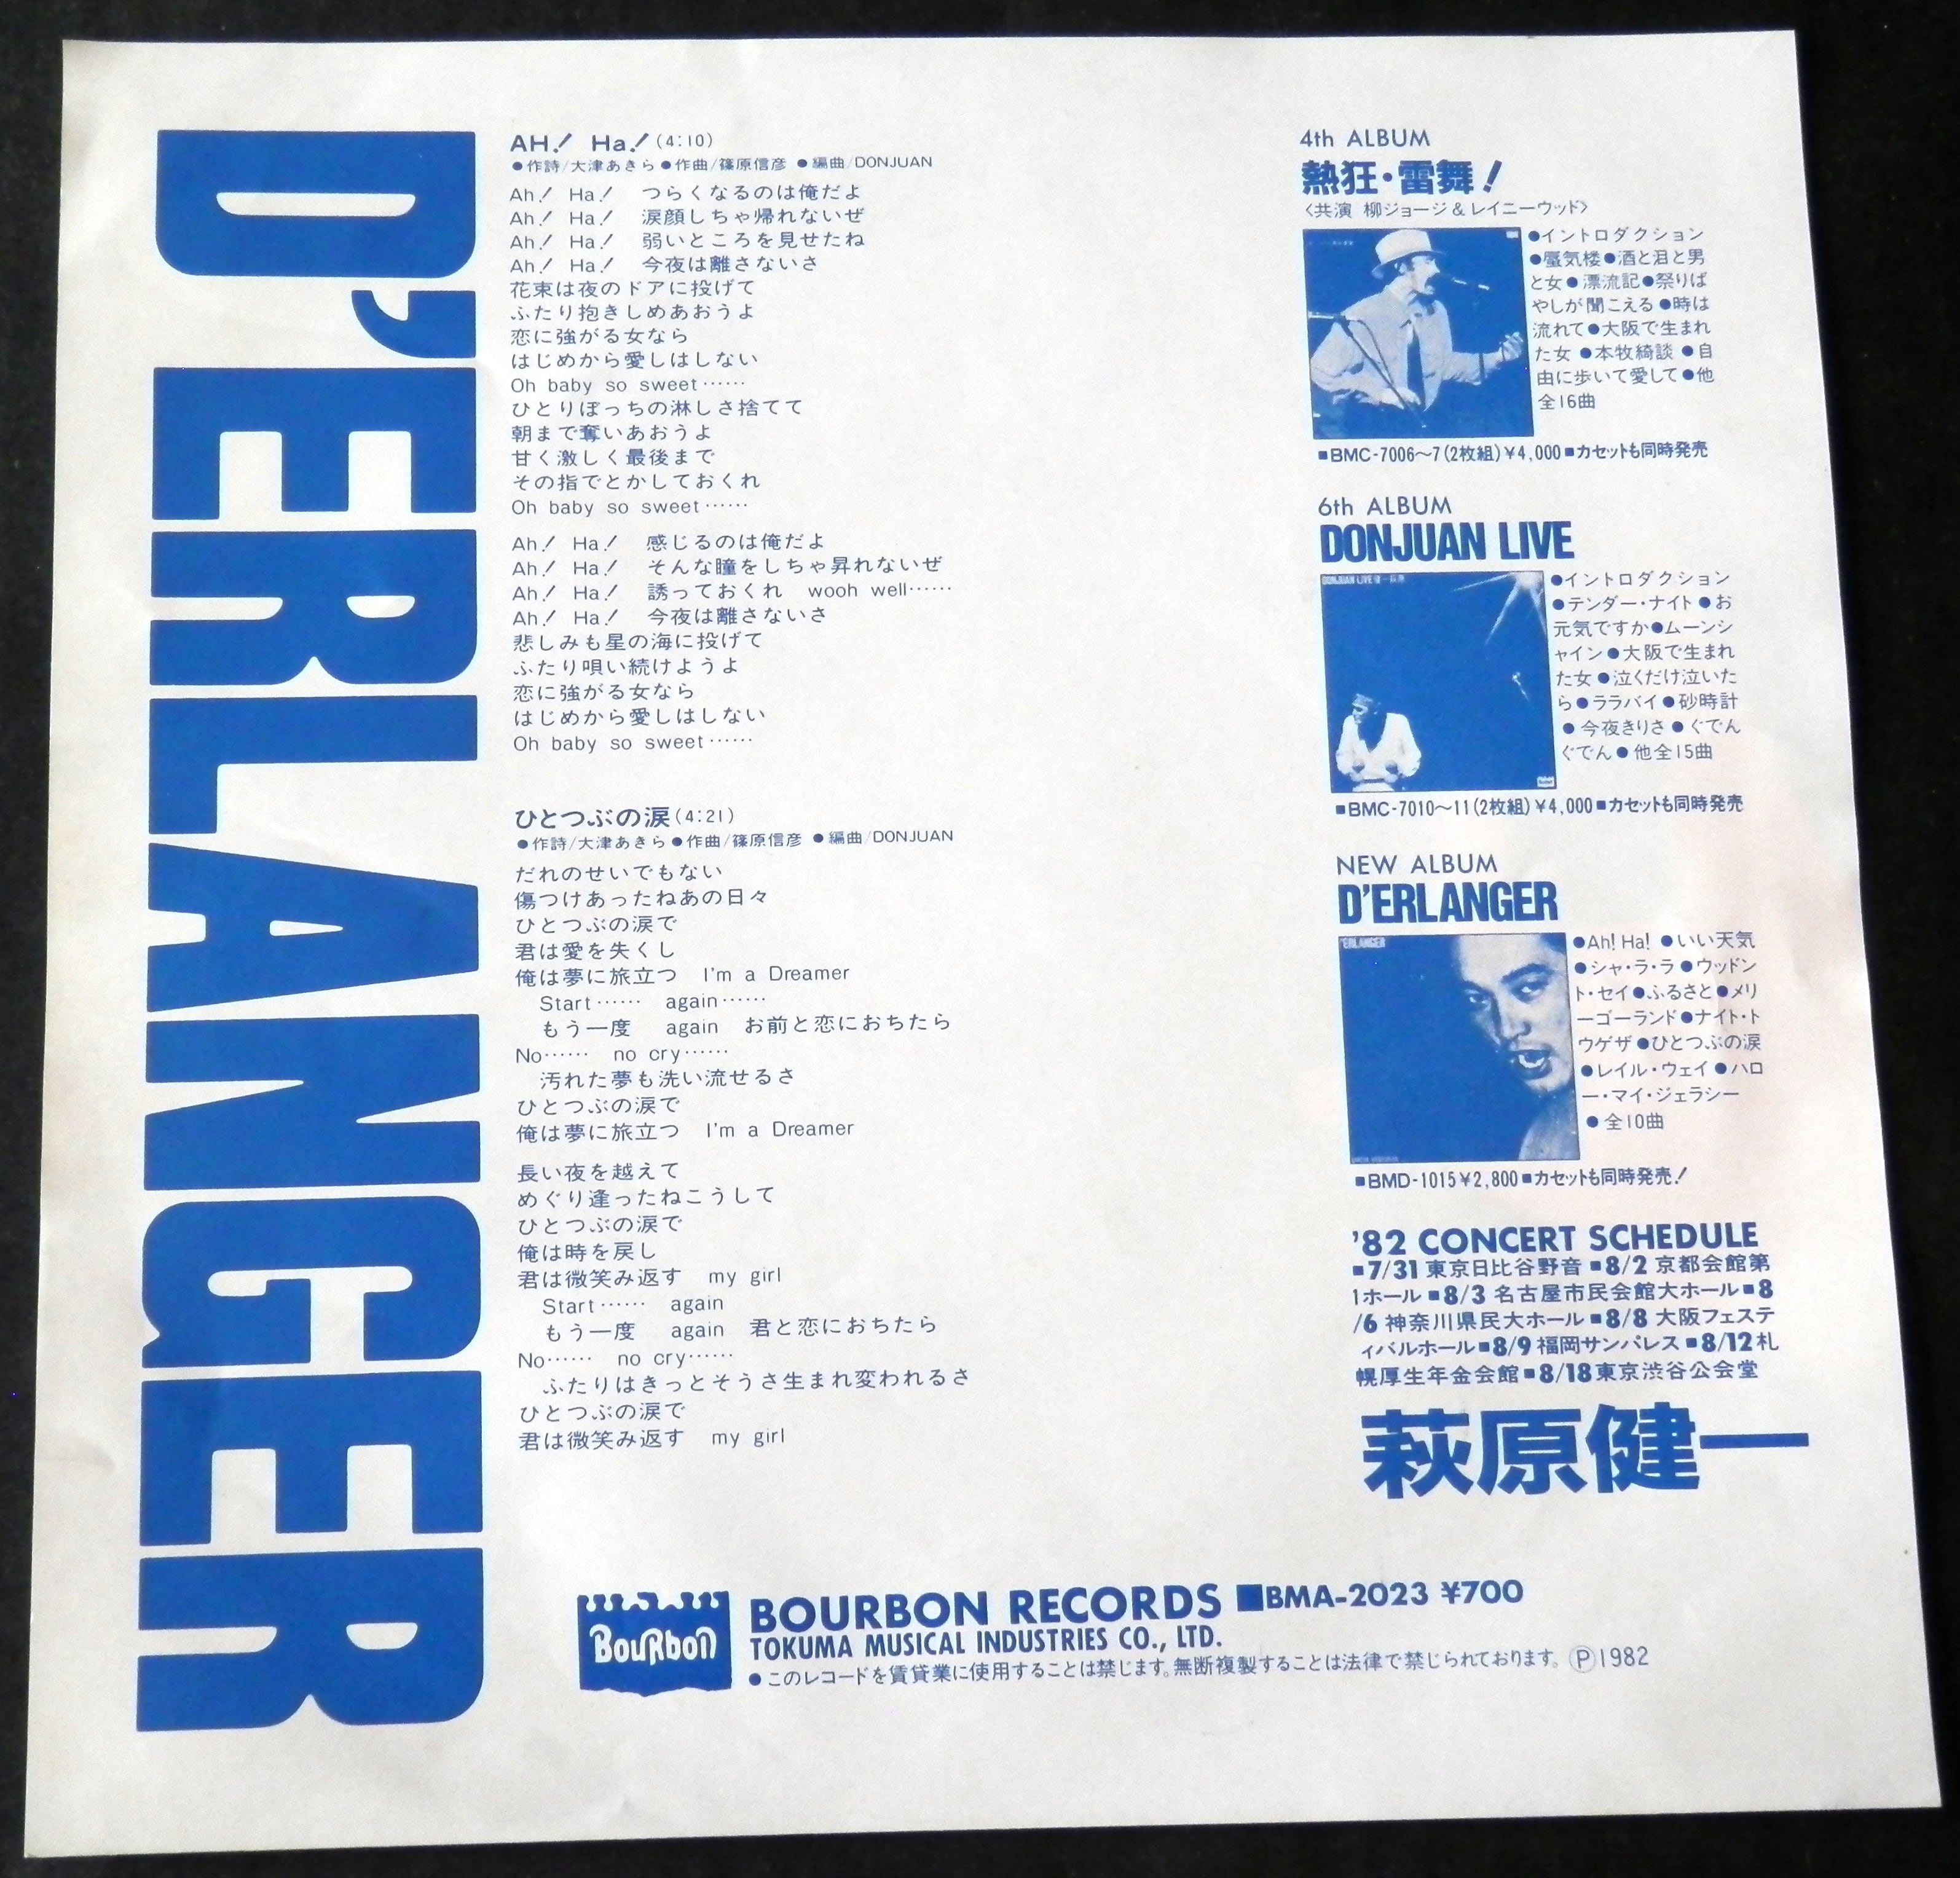 D'ERLANGER
AH! Ha! (4:10)
●作詩/大津あきら●作曲/篠原信彦 ●編曲/DONJUAN
Ah! Ha! つらくなるのは俺だよ
Ah! Ha! 涙顔しちゃ帰れないぜ
Ah! Ha! 弱いところを見せたね
Ah! Ha! 今夜は離さないさ
花束は夜のドアに投げて
ふたり抱きしめあおうよ
恋に強がる女なら
はじめから愛しはしない
Oh baby so sweet……
ひとりぼっちの淋しさ捨てて
朝まで奪いあおうよ
甘く激しく最後まで
その指でとかしておくれ
Oh baby so sweet……
Ah! Ha! 感じるのは俺だよ
Ah! Ha! そんな瞳をしちゃ昇れないぜ
Ah! Ha! 誘っておくれ wooh well……
Ah! Ha! 今夜は離さないさ
悲しみも星の海に投げて
ふたり唄い続けようよ
恋に強がる女なら
はじめから愛しはしない
Oh baby so sweet……
ひとつぶの涙(4:21)
●作詩/大津あきら●作曲/篠原信彦 ●編曲/DONJUAN
だれのせいでもない
傷つけあったねあの日々
ひとつぶの涙で
君は愛を失くし
俺は夢に旅立つ I'm a Dreamer
Start…… again……
もう一度 again お前と恋におちたら
No…… no cry……
汚れた夢も洗い流せるさ
ひとつぶの涙で
俺は夢に旅立つ I'm a Dreamer
長い夜を越えて
めぐり逢ったねこうして
ひとつぶの涙で
俺は時を戻し
君は微笑み返す my girl
Start…… again
もう一度 again 君と恋におちたら
No…… no cry……
ふたりはきっとそうさ生まれ変われるさ
ひとつぶの涙で
君は微笑み返す my girl
4th ALBUM
熱狂・雷舞!
〈共演 柳ジョージ&レイニーウッド〉
●イントロダクション
●蜃気楼●酒と泪と男
と女●漂流記●祭りば
やしが聞こえる●時は
流れて●大阪で生まれ
た女●本牧綺談●自
由に歩いて愛して●他
全16曲
■BMC-7006〜7(2枚組)¥4,000■カセットも同時発売
6th ALBUM
DONJUAN LIVE
DONJUAN LIVE
●イントロダクション
●テンダー・ナイト●お
元気ですか●ムーンシ
ャイン●大阪で生まれ
た女●泣くだけ泣いた
ら●ララバイ●砂時計
●今夜きりさ●ぐでん
ぐでん●他全15曲
■BMC-7010〜11(2枚組)¥4,000■カセットも同時発売
NEW ALBUM
D'ERLANGER
D'ERLANGER
●Ah! Ha! ●いい天気
●シャ・ラ・ラ●ウッドン
ト・セイ●ふるさと●メリ
ーゴーランド●ナイト・ト
ウゲザ●ひとつぶの涙
●レイル・ウェイ●ハロ
ー・マイ・ジェラシー
●全10曲
■BMD-1015¥2,800■カセットも同時発売!
'82 CONCERT SCHEDULE
■7/31 東京日比谷野音■8/2 京都会館第
1ホール■8/3 名古屋市民会館大ホール■8
/6 神奈川県民大ホール■8/8 大阪フェステ
ィバルホール■8/9 福岡サンパレス■8/12 札
幌厚生年金会館■8/18東京渋谷公会堂
萩原健一
Bourbon
BOURBON RECORDS ■BMA-2023 ¥700
TOKUMA MUSICAL INDUSTRIES CO., LTD.
●このレコードを賃貸業に使用することは禁じます。無断複製することは法律で禁じられております。Ⓟ1982